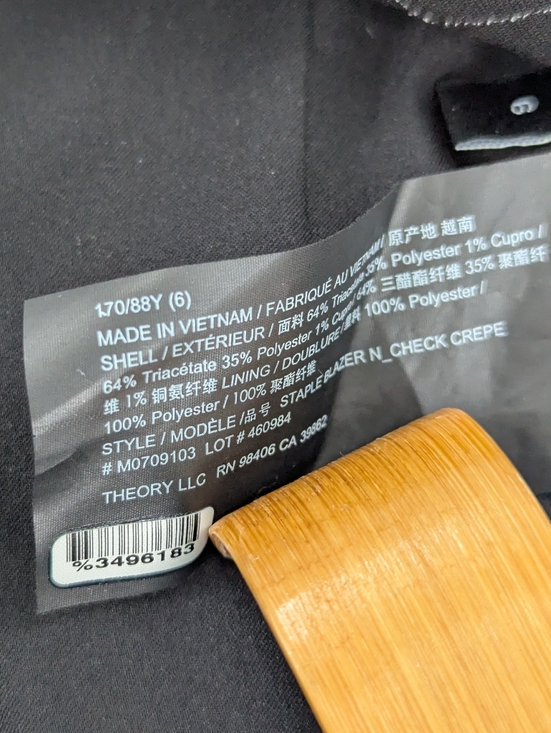 6
170/88Y (6)
MADE IN VIETNAM / FABRIQUÉ AU VIETNAM / 原产地 越南
SHELL / EXTÉRIEUR / 面料 64% Triacetate 35% Polyester 1% Cupro /
64% Triacétate 35% Polyester 1% Cupro / 64% 三醋酯纤维 35% 聚酯纤
维 1% 铜氨纤维 LINING / DOUBLURE / 里料 100% Polyester /
100% Polyester / 100% 聚酯纤维
STYLE / MODÈLE /品号 STAPLE BLAZER N_CHECK CREPE
# M0709103 LOT # 460984
THEORY LLC RN 98406 CA 39862
%3496183